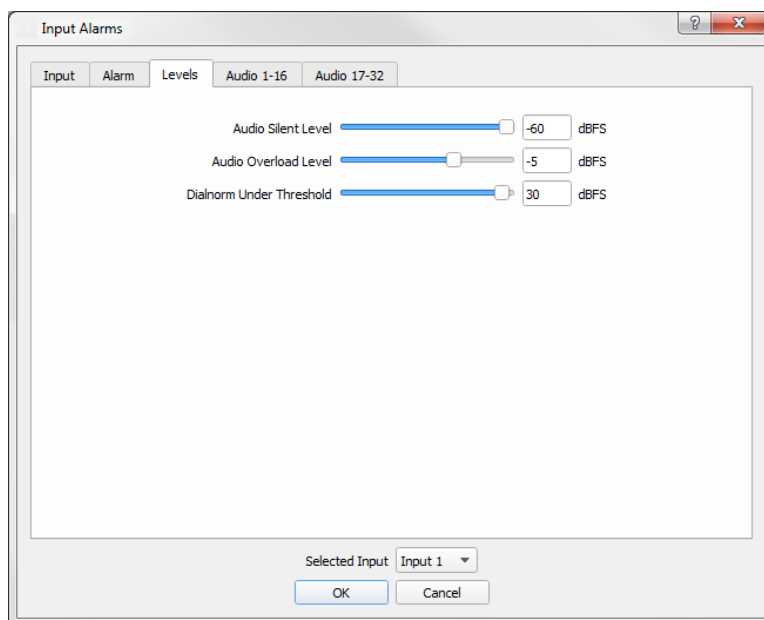 Input Alarms ?
Input Alarm Levels Audio 1-16 Audio 17-32
Audio Silent Level -60 dBFS
Audio Overload Level -5 dBFS
Dialnorm Under Threshold 30 dBFS
Selected Input Input 1
OK Cancel